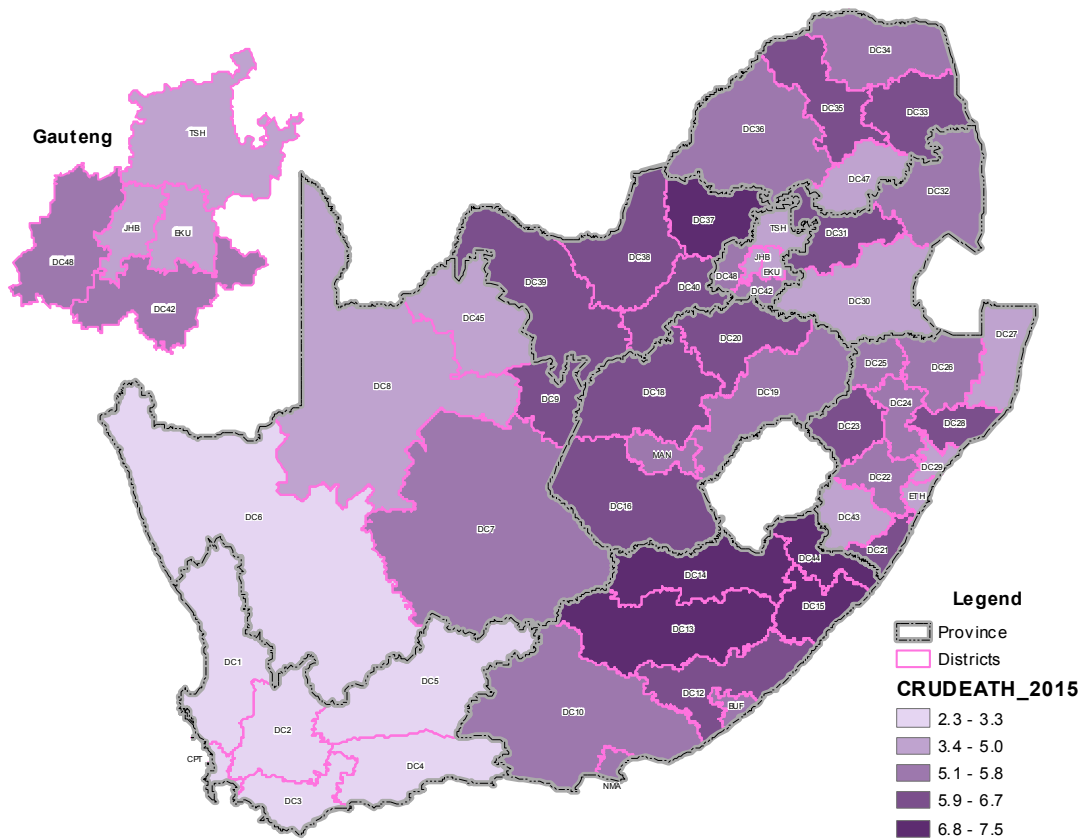 Gauteng
TSH
JHB
EKU
DC48
DC42
DC34
DC35
DC33
DC36
DC47
DC32
DC37
TSH
DC31
DC38
JHB
DC48
EKU
DC39
DC40
DC42
DC30
DC45
DC27
DC20
DC25
DC26
DC8
DC19
DC9
DC18
DC24
DC28
DC23
MAN
DC29
DC22
ETH
DC16
DC6
DC7
DC43
DC21
DC44
DC14
DC15
DC13
DC1
DC5
DC12
BUF
DC10
DC2
CPT
DC4
DC3
NMA
Legend
Province
Districts
CRUDEATH_2015
2.3 - 3.3
3.4 - 5.0
5.1 - 5.8
5.9 - 6.7
6.8 - 7.5